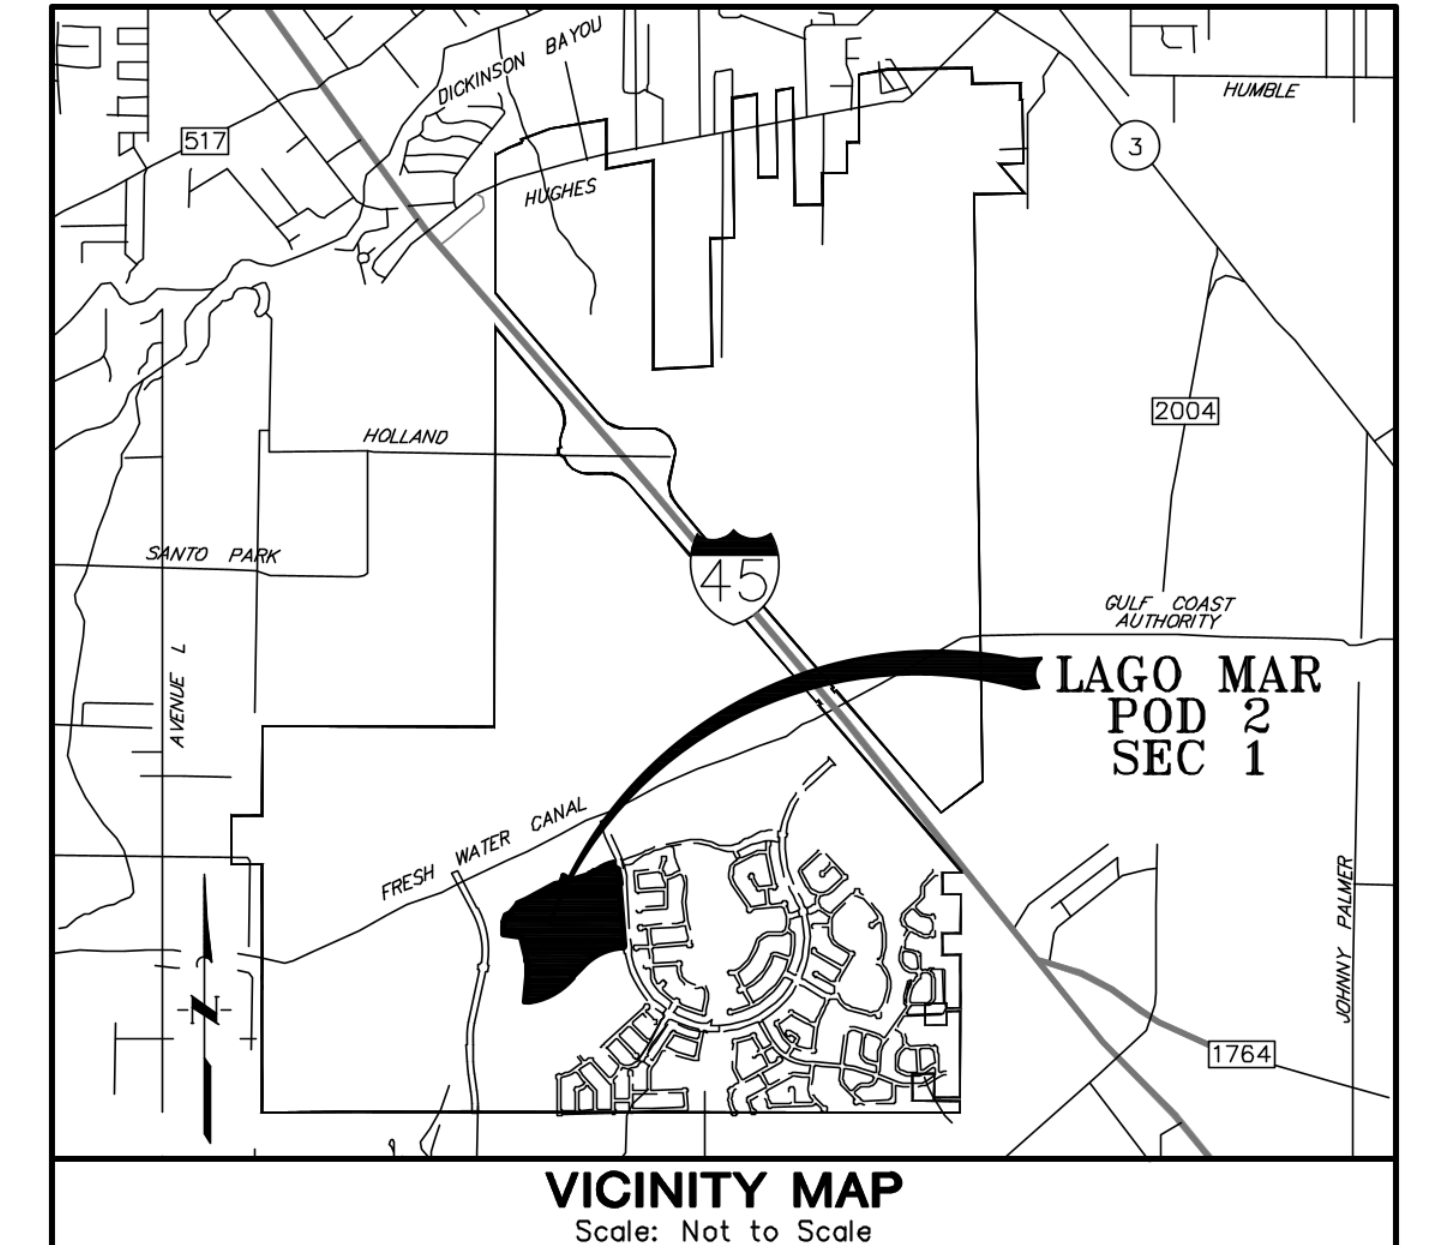 DICKINSON BAYOU
HUMBLE
517
3
HUGHES
2004
HOLLAND
SANTO PARK
45
GULF COAST
AUTHORITY
AVENUE L
LAGO MAR
POD 2
SEC 1
FRESH WATER CANAL
JOHNNY PALMER
N
1764
VICINITY MAP
Scale: Not to Scale